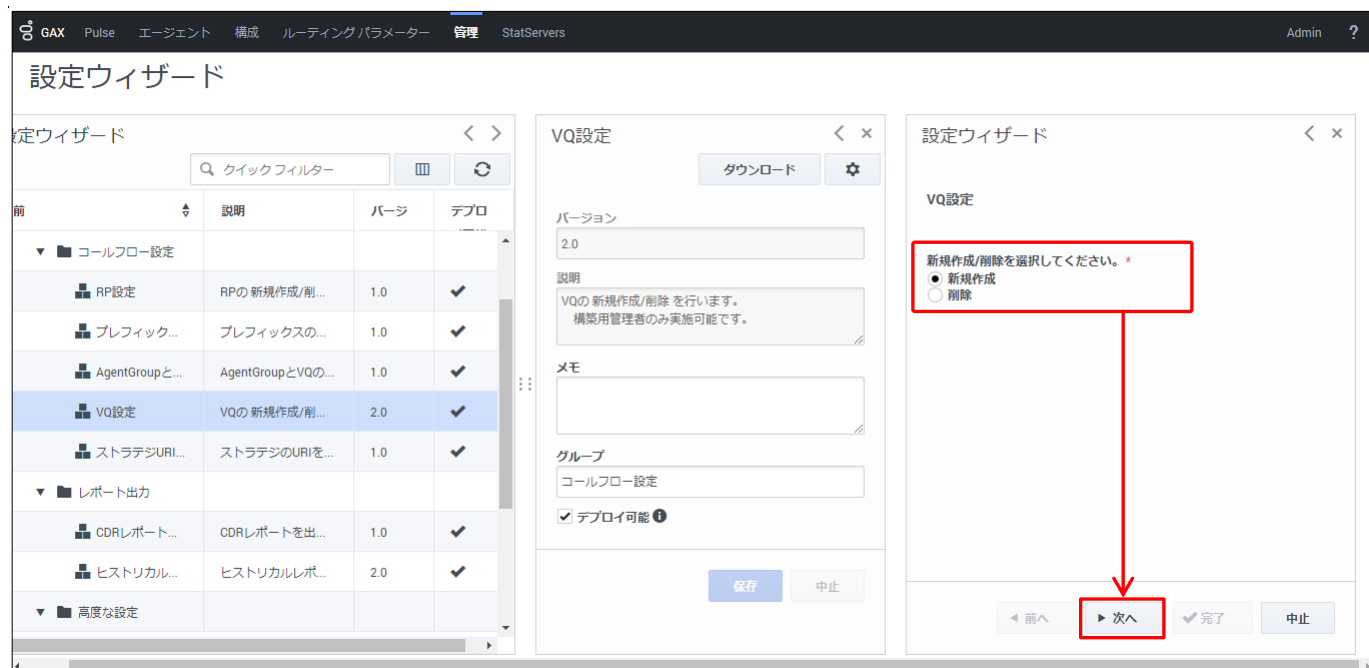 GAX Pulse エージェント 構成 ルーティング パラメーター 管理 StatServers Admin ?
設定ウィザード
定ウィザード
クイック フィルター
前 説明 バージ デプロ
コールフロー設定
RP設定 RPの 新規作成/削... 1.0
プレフィック... プレフィックスの... 1.0
AgentGroupと... AgentGroupとVQの... 1.0
VQ設定 VQの 新規作成/削... 2.0
ストラテジURI... ストラテジのURIを... 1.0
レポート出力
CDRレポート... CDRレポートを出... 1.0
ヒストリカル... ヒストリカルレポ... 2.0
高度な設定
VQ設定
ダウンロード
バージョン
2.0
説明
VQの 新規作成/削除 を行います。
構築用管理者のみ実施可能です。
メモ
グループ
コールフロー設定
デプロイ可能
保存 中止
設定ウィザード
VQ設定
新規作成/削除を選択してください。*
新規作成
削除
前へ 次へ 完了 中止